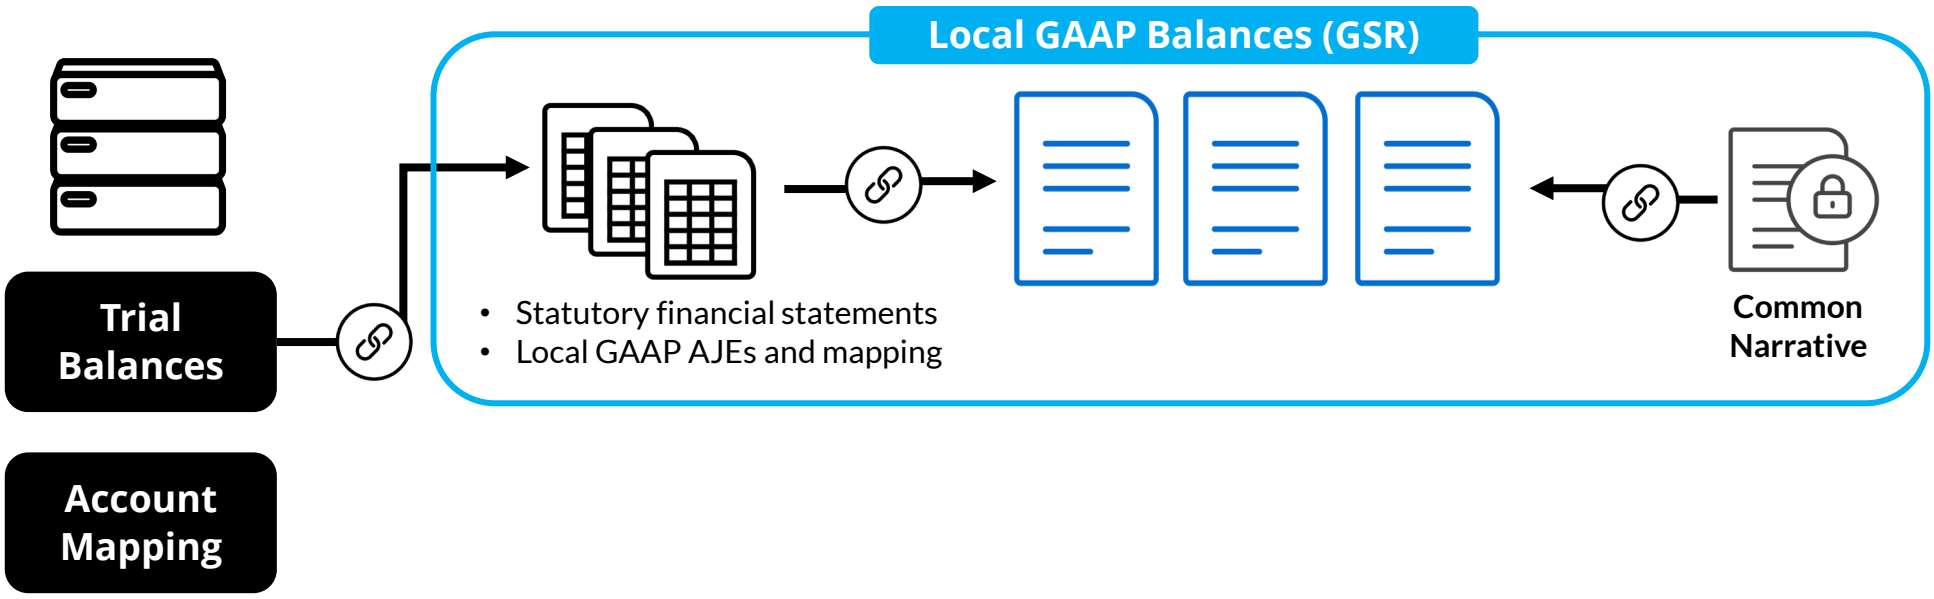 Local GAAP Balances (GSR)
Trial
Balances
• Statutory financial statements
• Local GAAP AJEs and mapping
Common
Narrative
Account
Mapping